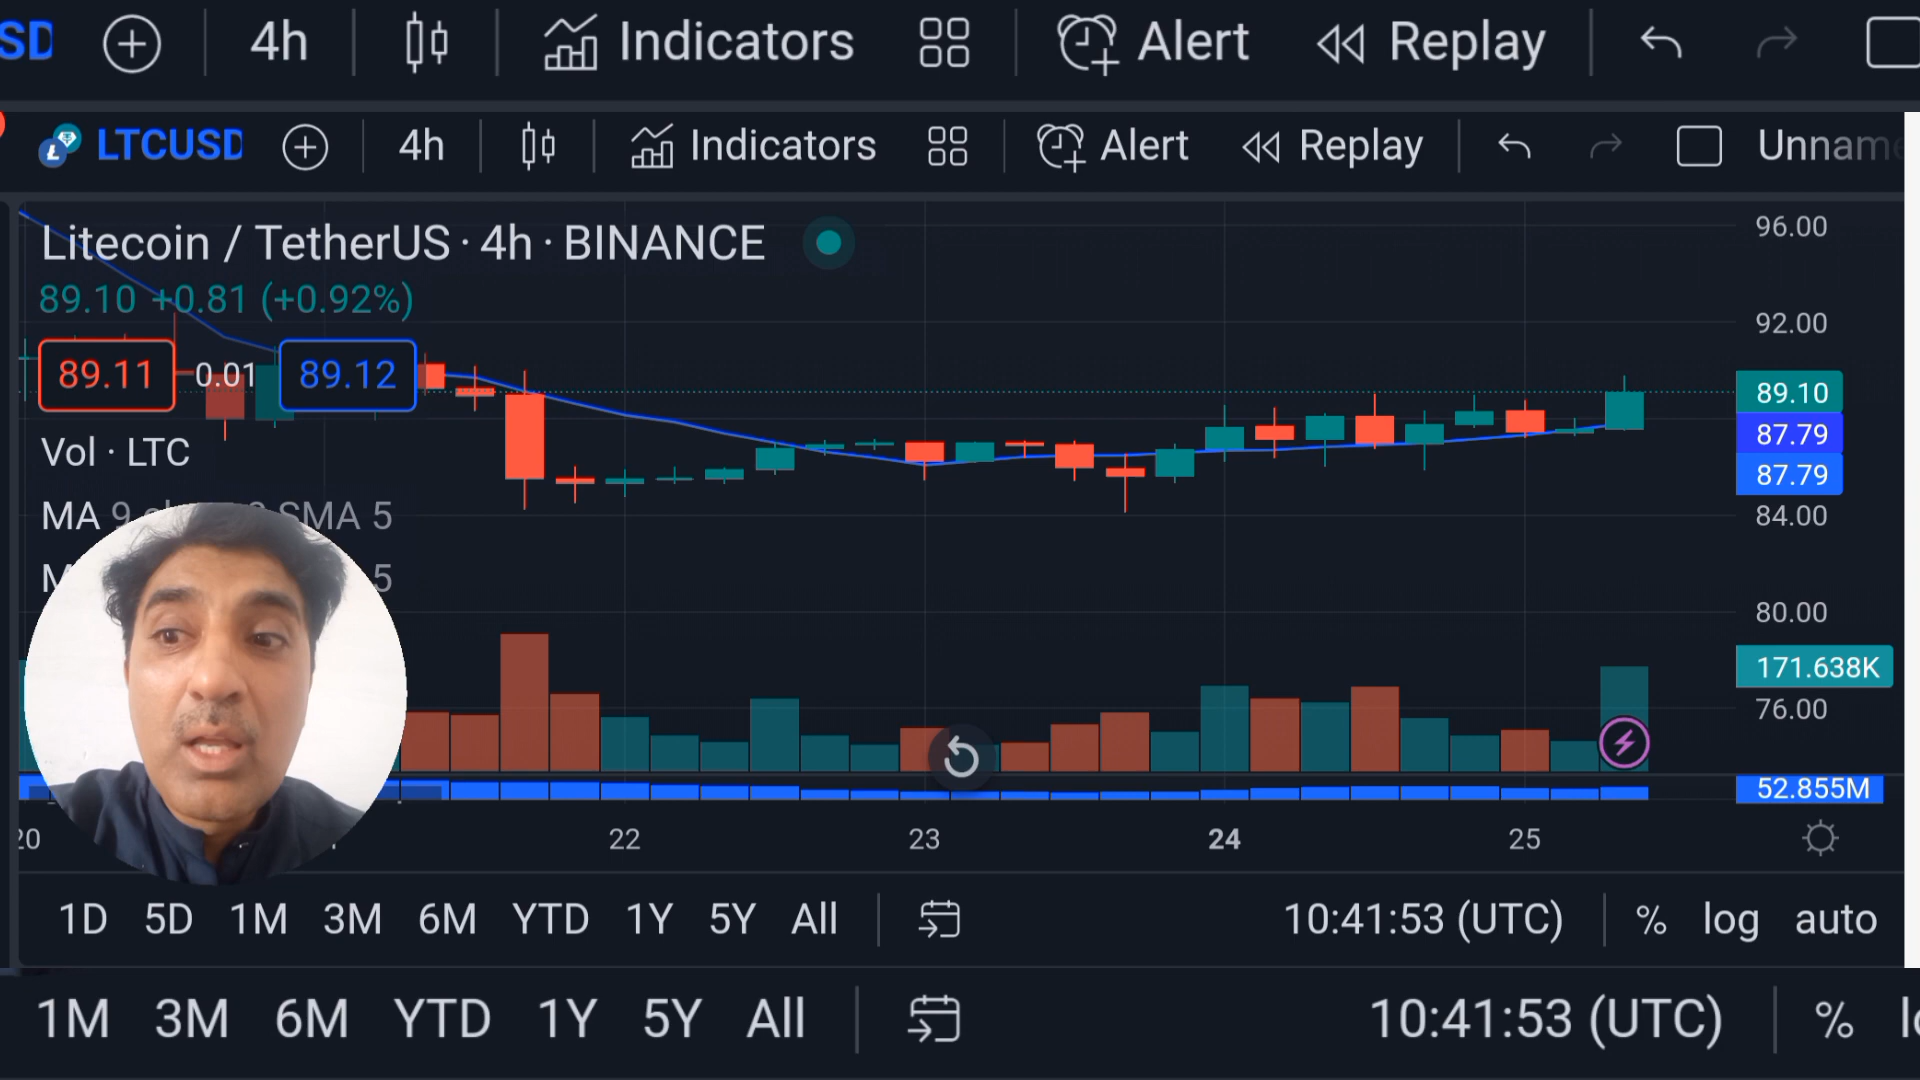 SD 4h Indicators Alert Replay
LTCUSD 4h Indicators Alert Replay Unname
Litecoin / TetherUS · 4h · BINANCE
89.10 +0.81 (+0.92%)
89.11 0.01 89.12
Vol · LTC
MA 9 SMA 5
5
96.00
92.00
89.10
87.79
87.79
84.00
80.00
171.638K
76.00
52.855M
20 22 23 24 25
1D 5D 1M 3M 6M YTD 1Y 5Y All 10:41:53 (UTC) % log auto
1M 3M 6M YTD 1Y 5Y All 10:41:53 (UTC) %